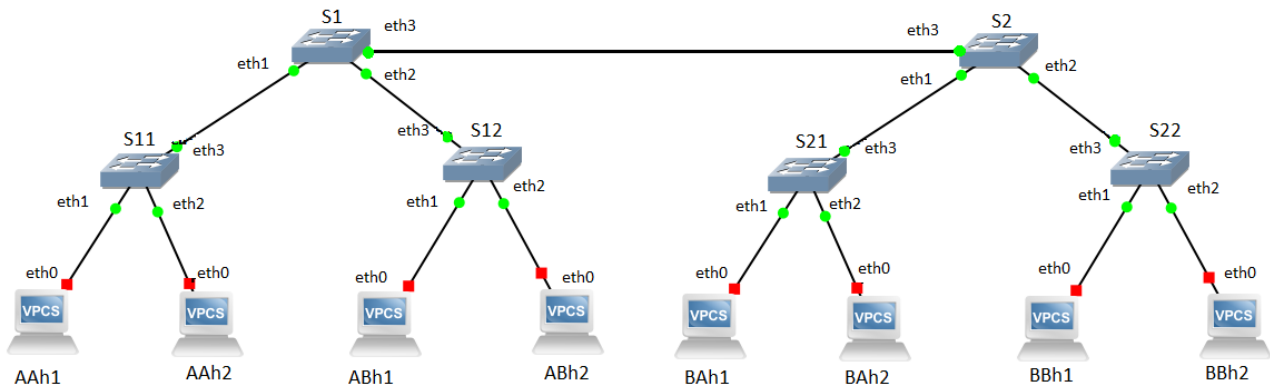 S1
S2
eth3
eth3
eth1
eth2
eth1
eth2
S11
eth3
eth3
S12
S21
eth3
eth3
S22
eth1
eth2
eth1
eth2
eth1
eth2
eth1
eth2
eth0
eth0
eth0
eth0
eth0
eth0
eth0
eth0
VPCS
VPCS
VPCS
VPCS
VPCS
VPCS
VPCS
VPCS
AAh1
AAh2
ABh1
ABh2
BAh1
BAh2
BBh1
BBh2